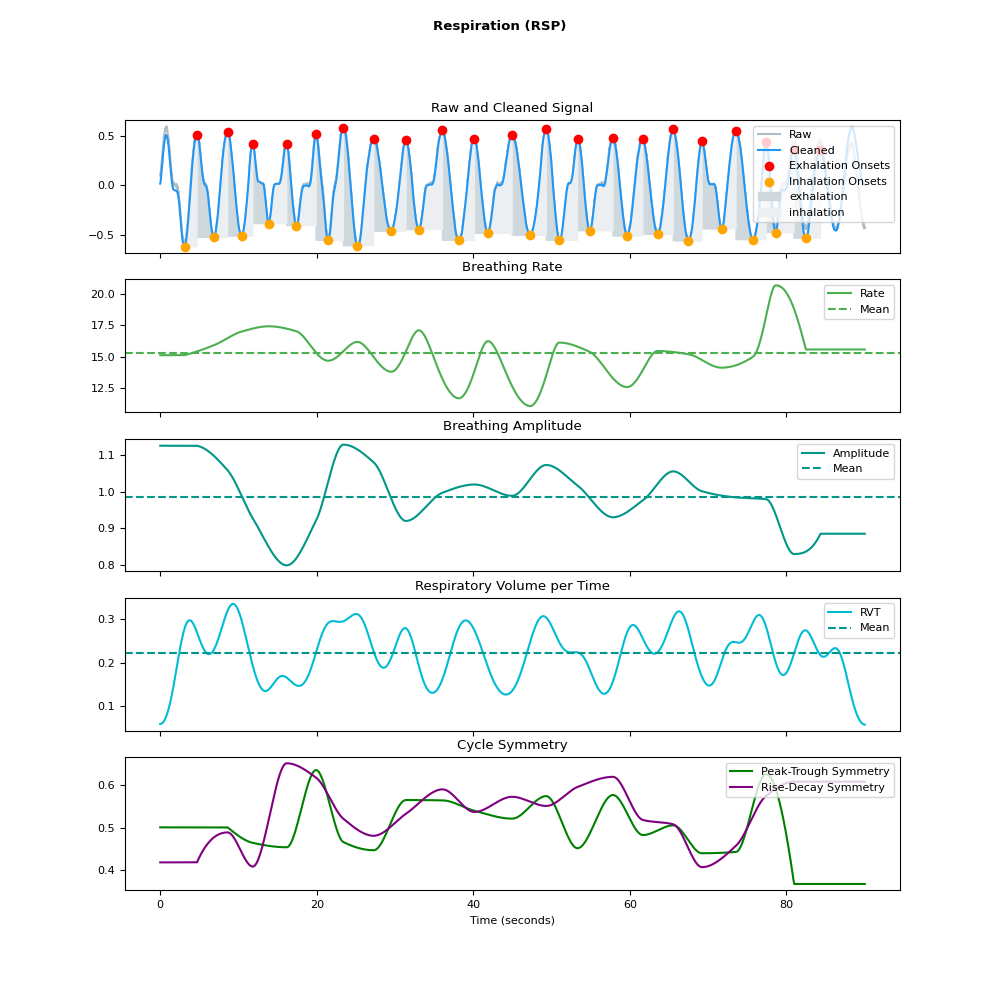 Respiration (RSP)
Raw and Cleaned Signal
0.5
0.0
−0.5
Raw
Cleaned
Exhalation Onsets
Inhalation Onsets
exhalation
inhalation
Breathing Rate
20.0
17.5
15.0
12.5
Rate
Mean
Breathing Amplitude
1.1
1.0
0.9
0.8
Amplitude
Mean
Respiratory Volume per Time
0.3
0.2
0.1
RVT
Mean
Cycle Symmetry
0.6
0.5
0.4
Peak-Trough Symmetry
Rise-Decay Symmetry
0 20 40 60 80
Time (seconds)